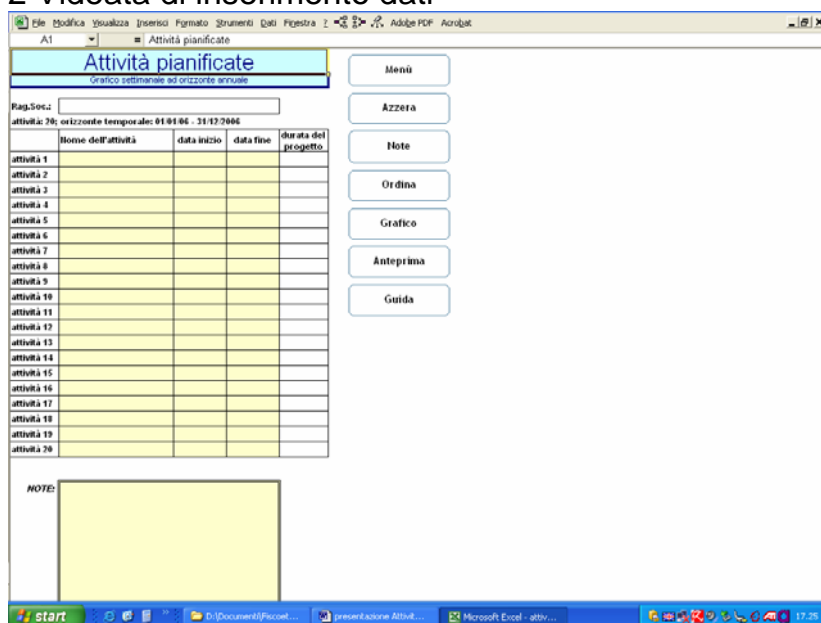 2 Videata di inserimento dati
File Modifica Visualizza Inserisci Formato Strumenti Dati Finestra ? Adobe PDF Acrobat
A1 = Attività pianificate
Attività pianificate
Grafico settimanale ad orizzonte annuale
Rag.Soc.:
attività: 20; orizzonte temporale: 01/01/06 - 31/12/2006
Nome dell'attività data inizio data fine durata del progetto
attività 1
attività 2
attività 3
attività 4
attività 5
attività 6
attività 7
attività 8
attività 9
attività 10
attività 11
attività 12
attività 13
attività 14
attività 15
attività 16
attività 17
attività 18
attività 19
attività 20
NOTE:
Menù
Azzera
Note
Ordina
Grafico
Anteprima
Guida
start D:\Documenti\Fiscoet... presentazione Attivit... Microsoft Excel - attiv... 17.25